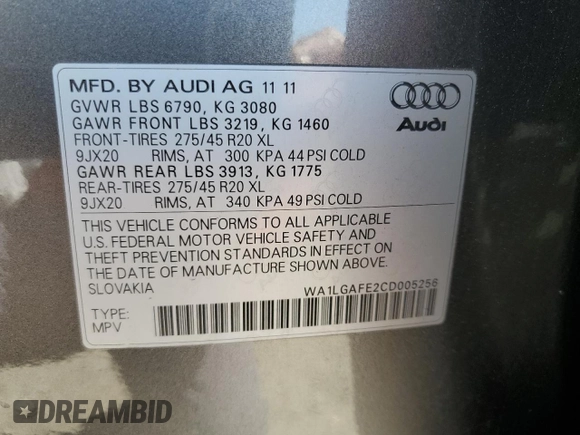 MFD. BY AUDI AG 11 11
GVWR LBS 6790, KG 3080
GAWR FRONT LBS 3219, KG 1460
FRONT-TIRES 275/45 R20 XL
9JX20 RIMS, AT 300 KPA 44 PSI COLD
GAWR REAR LBS 3913, KG 1775
REAR-TIRES 275/45 R20 XL
9JX20 RIMS, AT 340 KPA 49 PSI COLD
Audi
THIS VEHICLE CONFORMS TO ALL APPLICABLE
U.S. FEDERAL MOTOR VEHICLE SAFETY AND
THEFT PREVENTION STANDARDS IN EFFECT ON
THE DATE OF MANUFACTURE SHOWN ABOVE.
SLOVAKIA WA1LGAFE2CD005256
TYPE:
MPV
DREAMBID